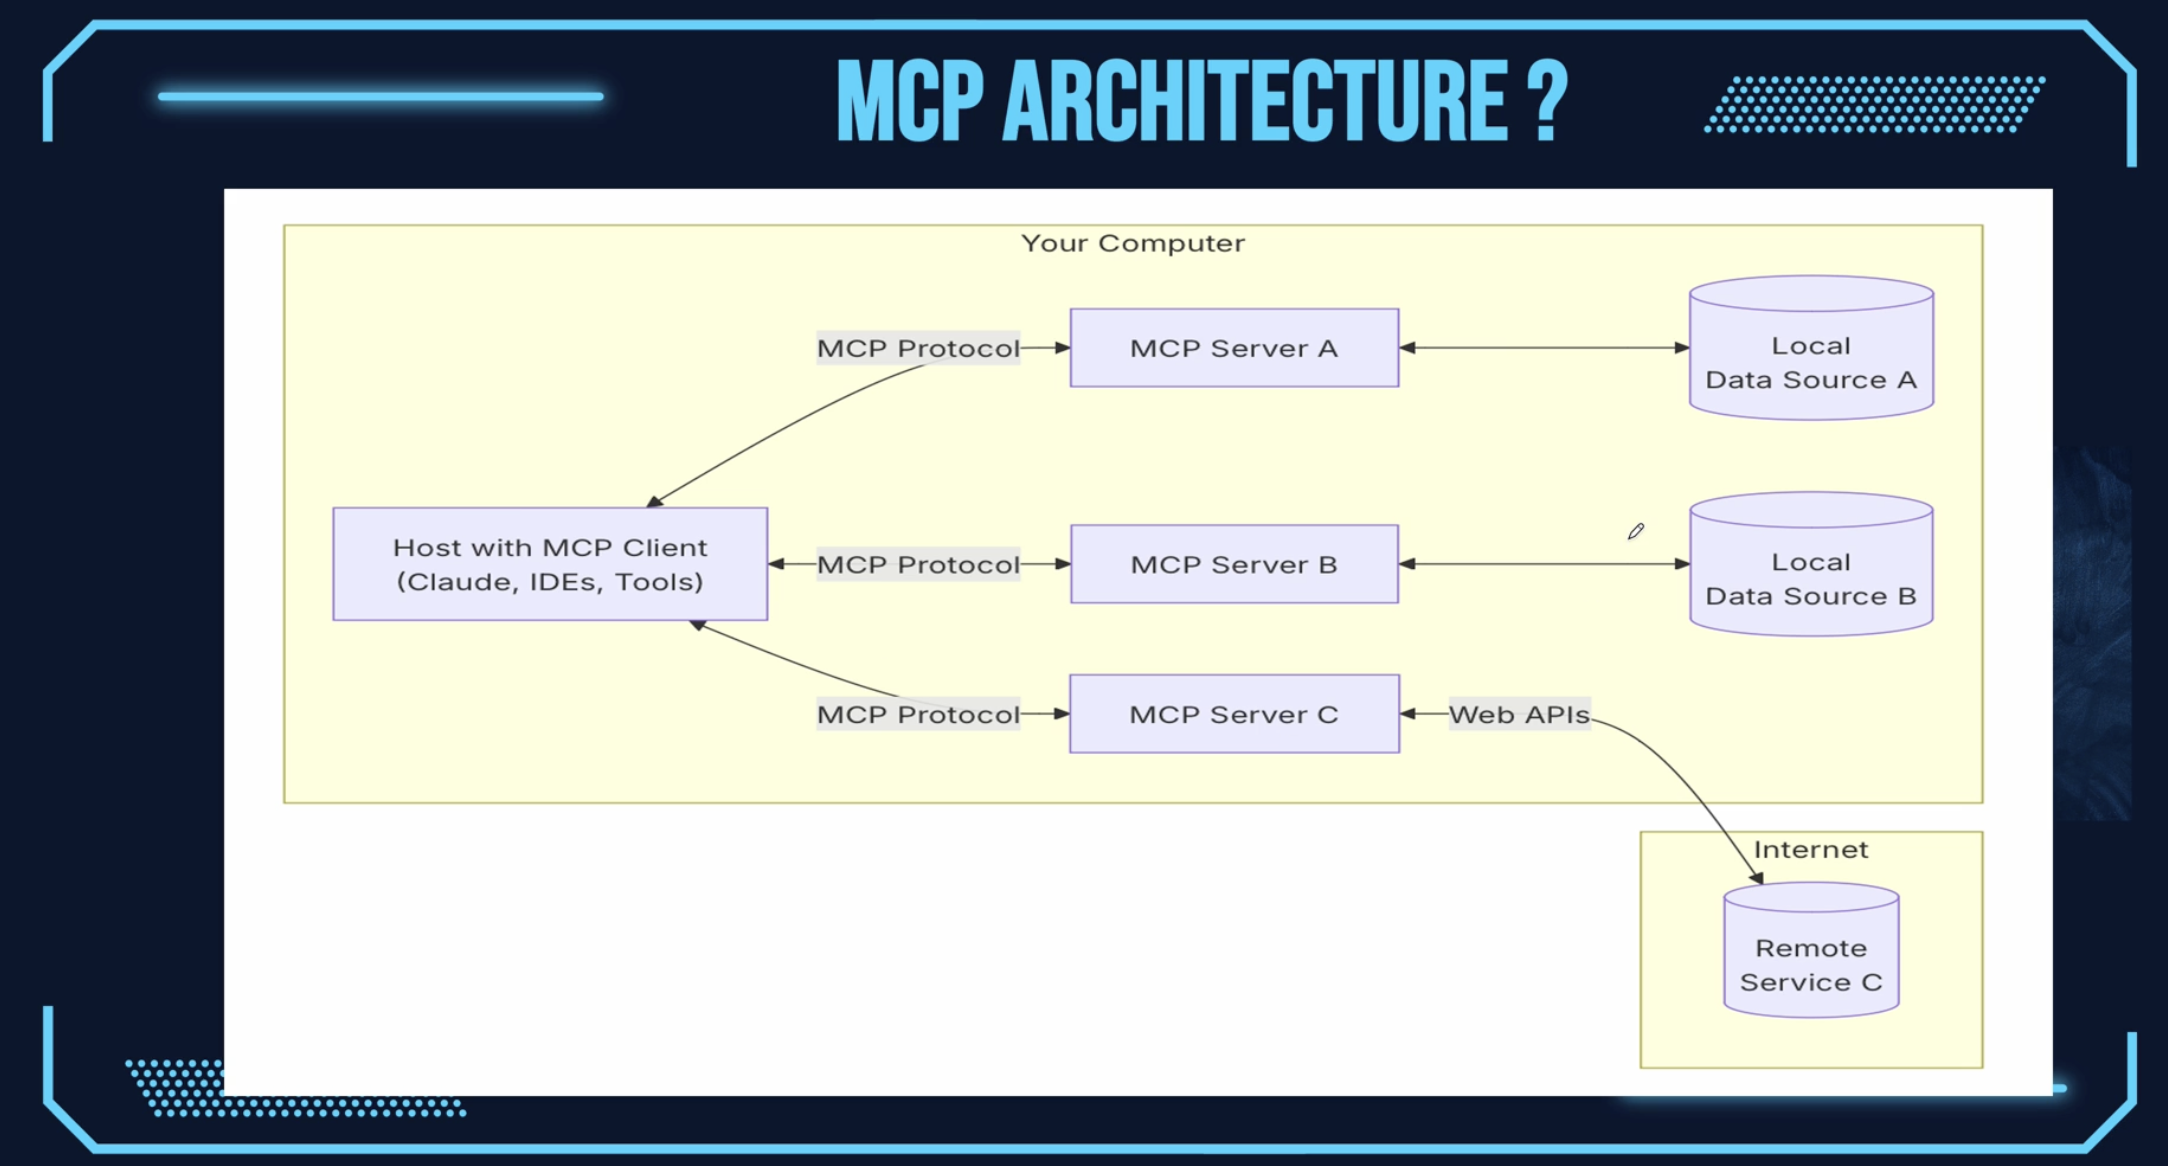 MCP ARCHITECTURE ?
Your Computer
MCP Protocol
MCP Server A
Local
Data Source A
Host with MCP Client
(Claude, IDEs, Tools)
MCP Protocol
MCP Server B
Local
Data Source B
MCP Protocol
MCP Server C
Web APIs
Internet
Remote
Service C